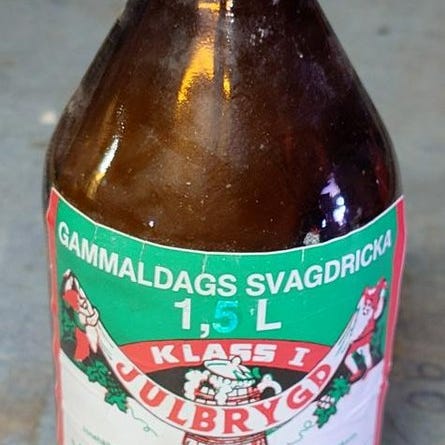 GAMMALDAGS SVAGDRICKA
1,5 L
KLASS I
JULBRYGD